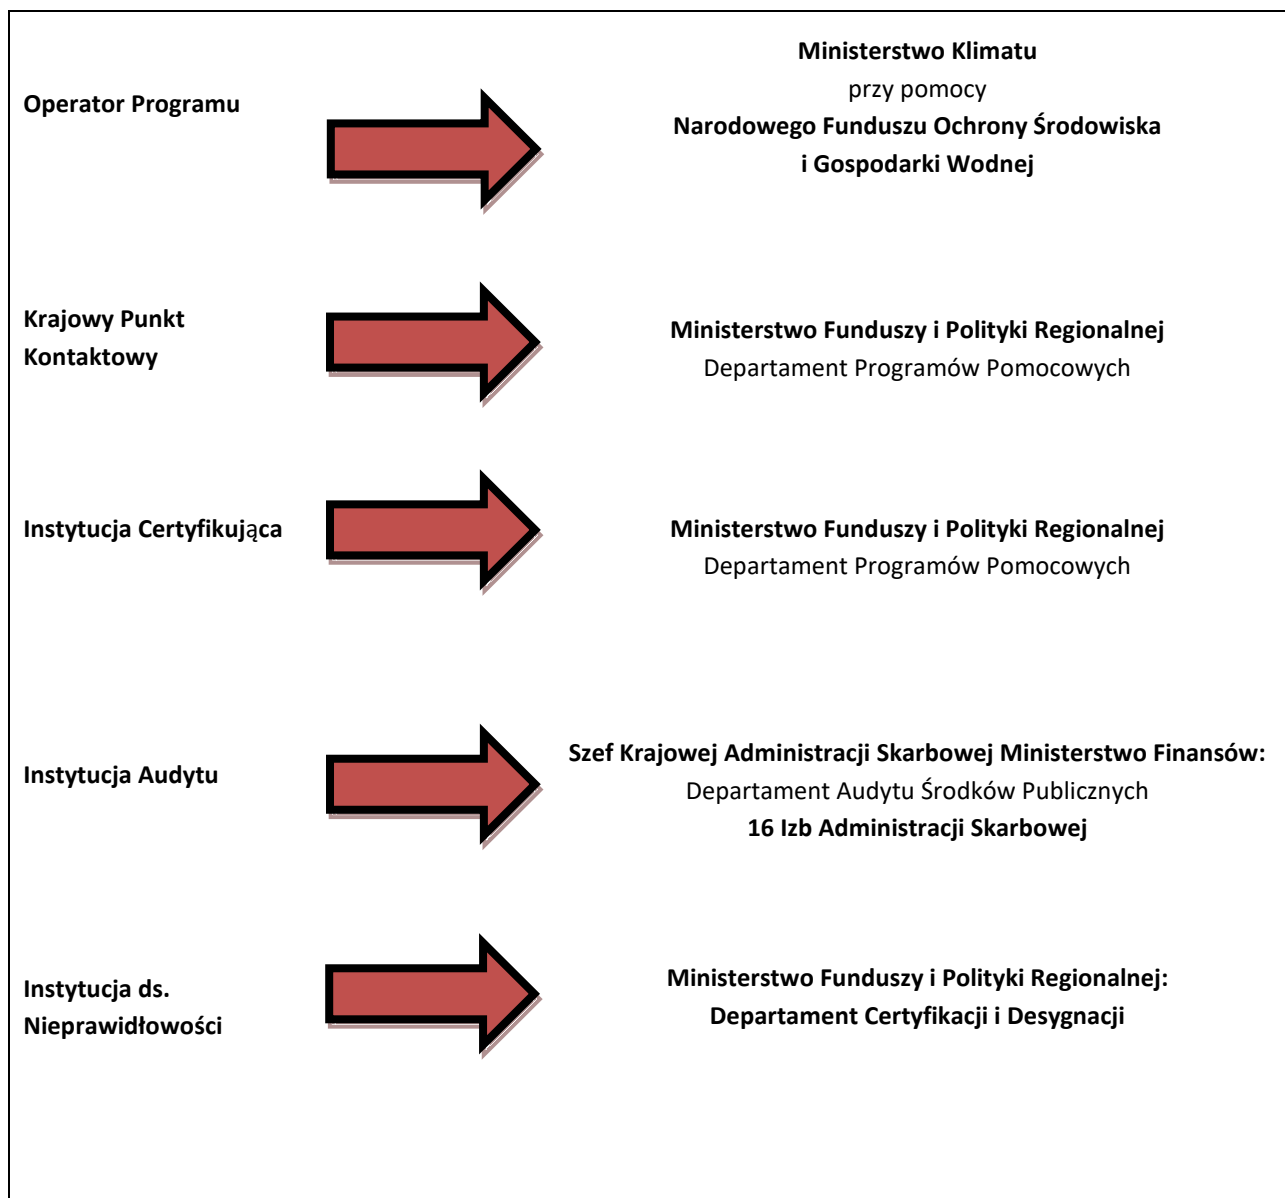 Operator Programu
Ministerstwo Klimatu
przy pomocy
Narodowego Funduszu Ochrony Środowiska
i Gospodarki Wodnej
Krajowy Punkt
Kontaktowy
Ministerstwo Funduszy i Polityki Regionalnej
Departament Programów Pomocowych
Instytucja Certyfikująca
Ministerstwo Funduszy i Polityki Regionalnej
Departament Programów Pomocowych
Instytucja Audytu
Szef Krajowej Administracji Skarbowej Ministerstwo Finansów:
Departament Audytu Środków Publicznych
16 Izb Administracji Skarbowej
Instytucja ds.
Nieprawidłowości
Ministerstwo Funduszy i Polityki Regionalnej:
Departament Certyfikacji i Desygnacji